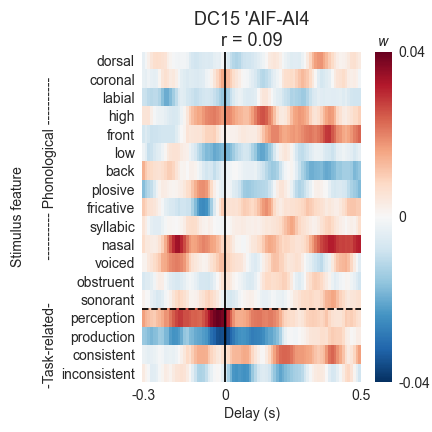 DC15 'AIF-AI4
r = 0.09
w
dorsal
coronal
labial
high
front
low
back
plosive
fricative
syllabic
nasal
voiced
obstruent
sonorant
perception
production
consistent
inconsistent
Stimulus feature
-Task-related- ---------- Phonological ----------
0.04
0
-0.04
-0.3
0
0.5
Delay (s)